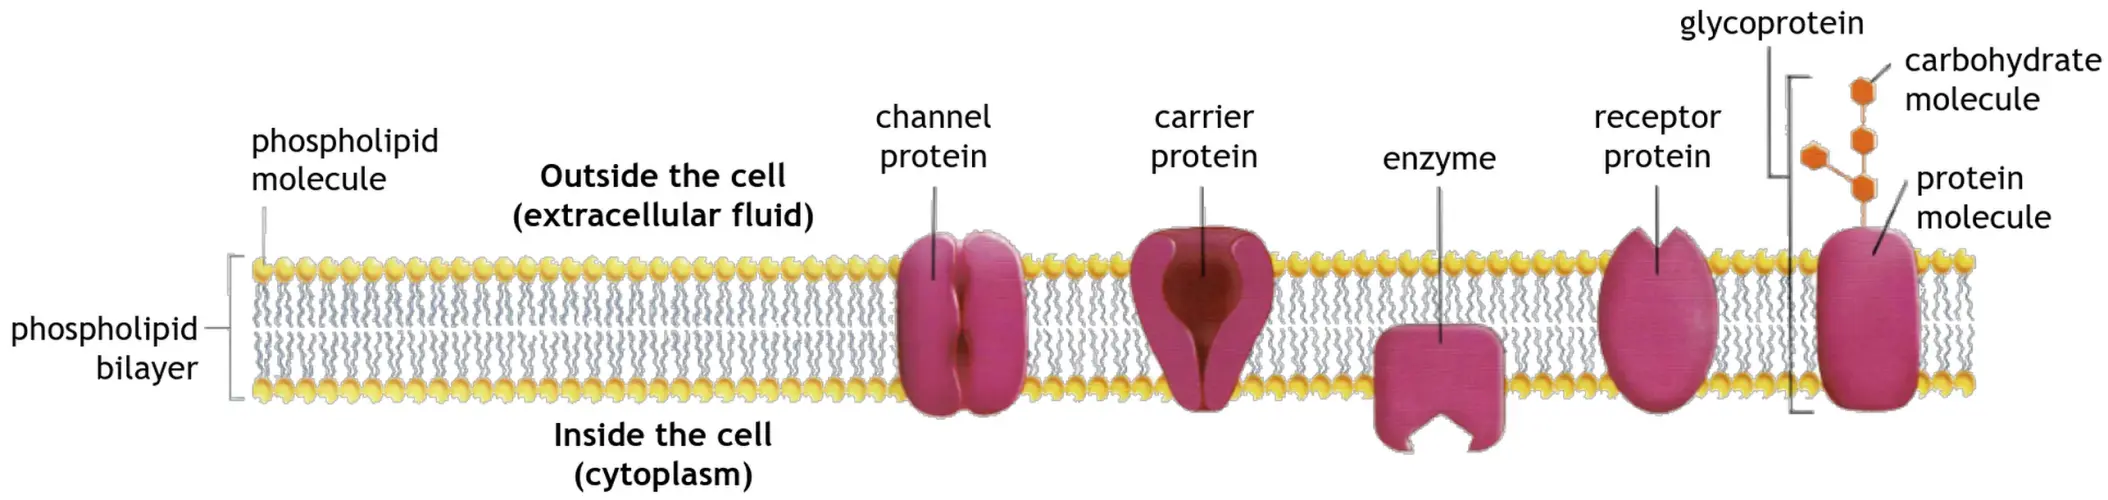 glycoprotein
carbohydrate
molecule
channel
protein
carrier
protein
receptor
protein
enzyme
phospholipid
molecule
Outside the cell
(extracellular fluid)
protein
molecule
phospholipid
bilayer
Inside the cell
(cytoplasm)